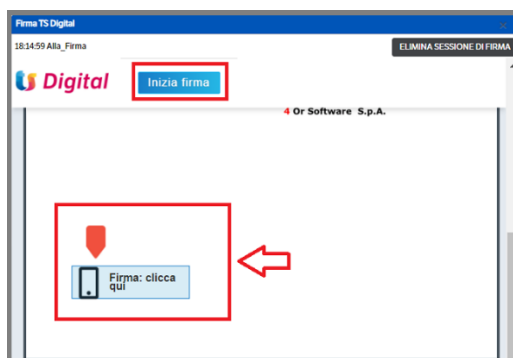 Firma TS Digital
18:14:59 Alla_Firma
ELIMINA SESSIONE DI FIRMA
Digital
Inizia firma
4 Or Software S.p.A.
Firma: clicca
qui